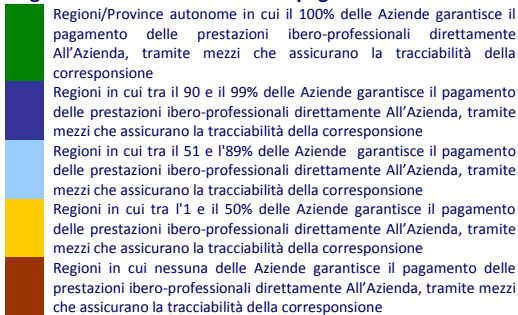 Regioni/Province autonome in cui il 100% delle Aziende garantisce il
pagamento delle prestazioni ibero-professionali direttamente
All'Azienda, tramite mezzi che assicurano la tracciabilità della
corresponsione
Regioni in cui tra il 90 e il 99% delle Aziende garantisce il pagamento
delle prestazioni ibero-professionali direttamente All'Azienda, tramite
mezzi che assicurano la tracciabilità della corresponsione
Regioni in cui tra il 51 e l'89% delle Aziende garantisce il pagamento
delle prestazioni ibero-professionali direttamente All'Azienda, tramite
mezzi che assicurano la tracciabilità della corresponsione
Regioni in cui tra l'1 e il 50% delle Aziende garantisce il pagamento
delle prestazioni ibero-professionali direttamente All'Azienda, tramite
mezzi che assicurano la tracciabilità della corresponsione
Regioni in cui nessuna delle Aziende garantisce il pagamento delle
prestazioni ibero-professionali direttamente All'Azienda, tramite mezzi
che assicurano la tracciabilità della corresponsione